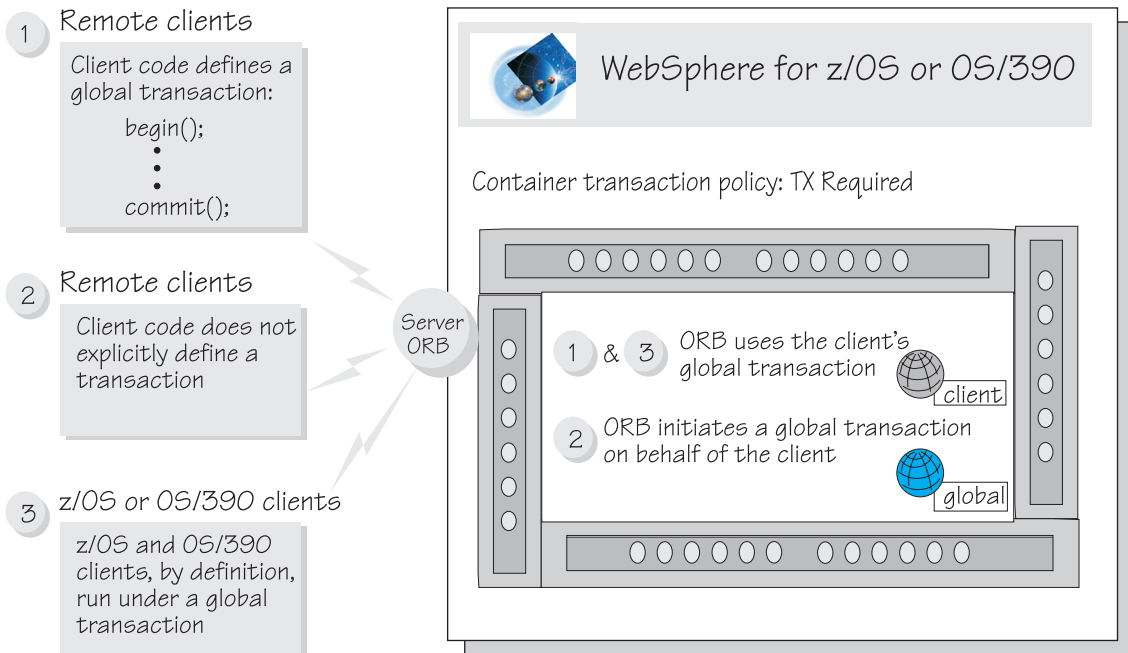 1
Remote clients
Client code defines a
global transaction:
begin();
•
•
•
commit();
2
Remote clients
Client code does not
explicitly define a
transaction
3
z/OS or OS/390 clients
z/OS and OS/390
clients, by definition,
run under a global
transaction
Server
ORB
WebSphere for z/OS or OS/390
Container transaction policy: TX Required
1 & 3 ORB uses the client's
global transaction
client
2 ORB initiates a global transaction
on behalf of the client
global